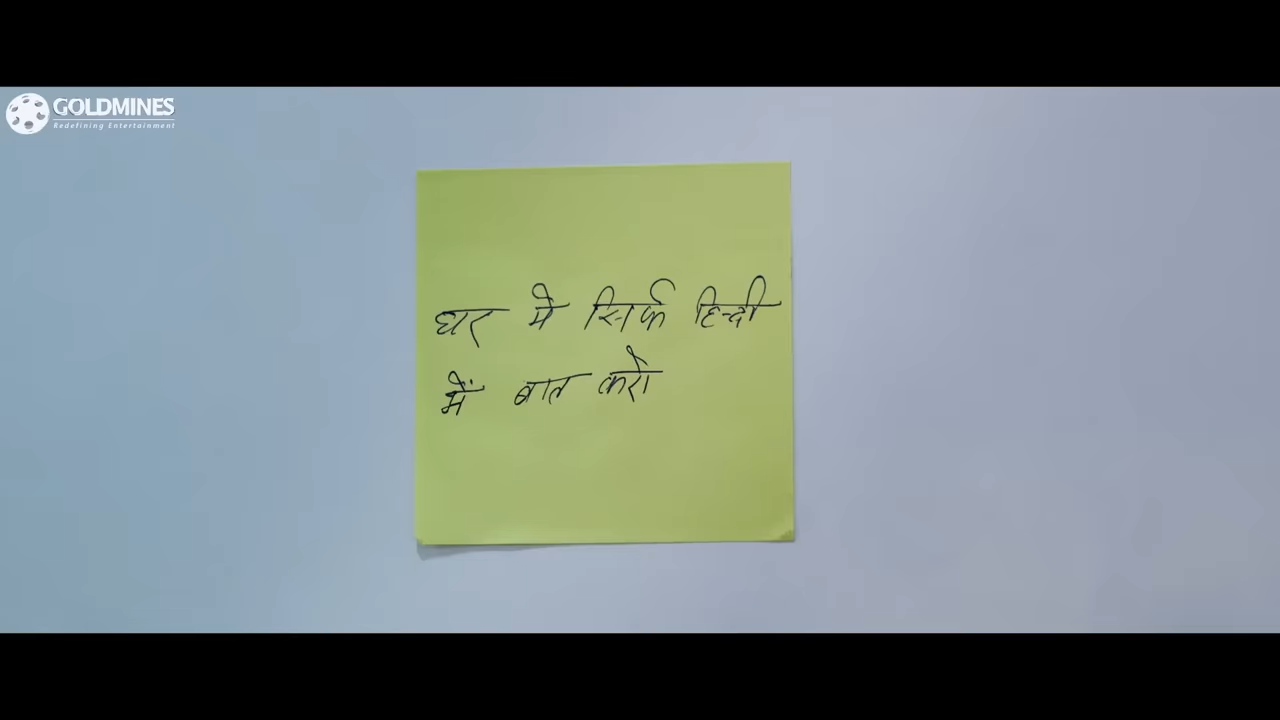 GOLDMINES
Redefining Entertainment
घर मे सिर्फ हिन्दी
में बात करो